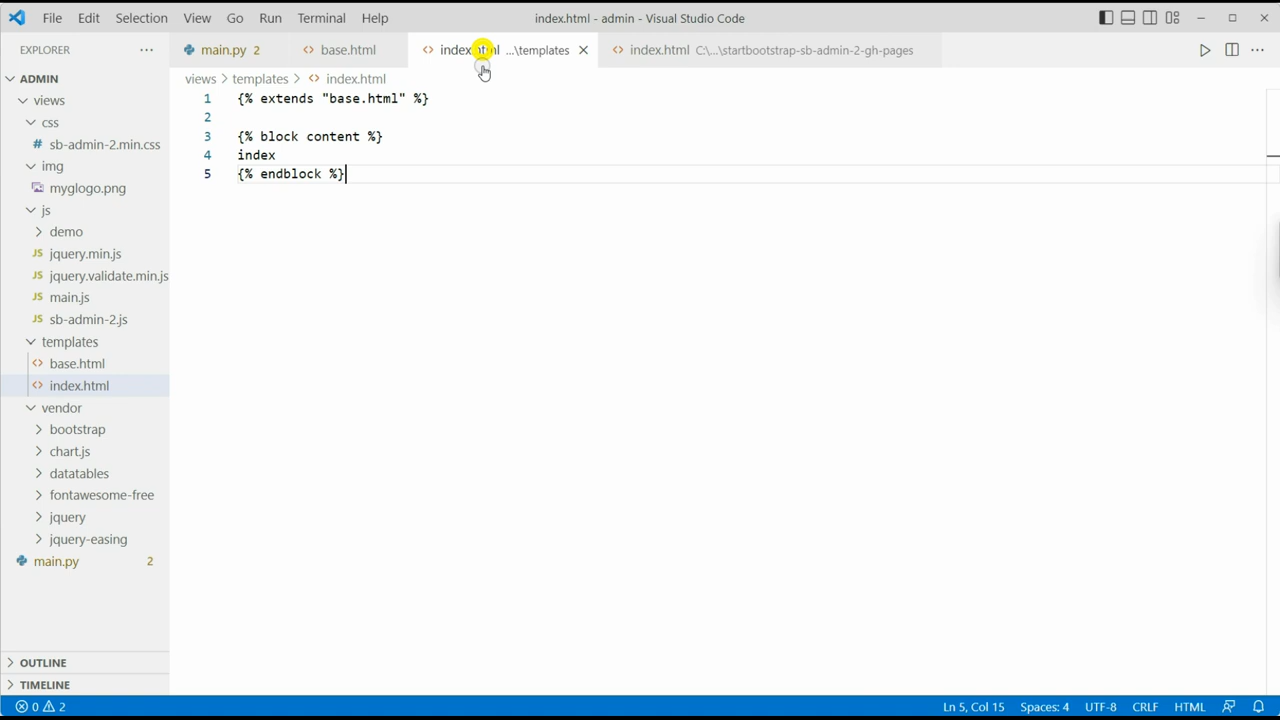 File Edit Selection View Go Run Terminal Help
index.html - admin - Visual Studio Code
EXPLORER
main.py 2
base.html
index.html ...\templates
index.html C:\...\startbootstrap-sb-admin-2-gh-pages
ADMIN
views > templates > index.html
views
css
sb-admin-2.min.css
img
myglogo.png
js
demo
jquery.min.js
jquery.validate.min.js
main.js
sb-admin-2.js
templates
base.html
index.html
vendor
bootstrap
chart.js
datatables
fontawesome-free
jquery
jquery-easing
main.py 2
OUTLINE
TIMELINE
1 {% extends "base.html" %}
2
3 {% block content %}
4 index
5 {% endblock %}
0 2
Ln 5, Col 15 Spaces: 4 UTF-8 CRLF HTML